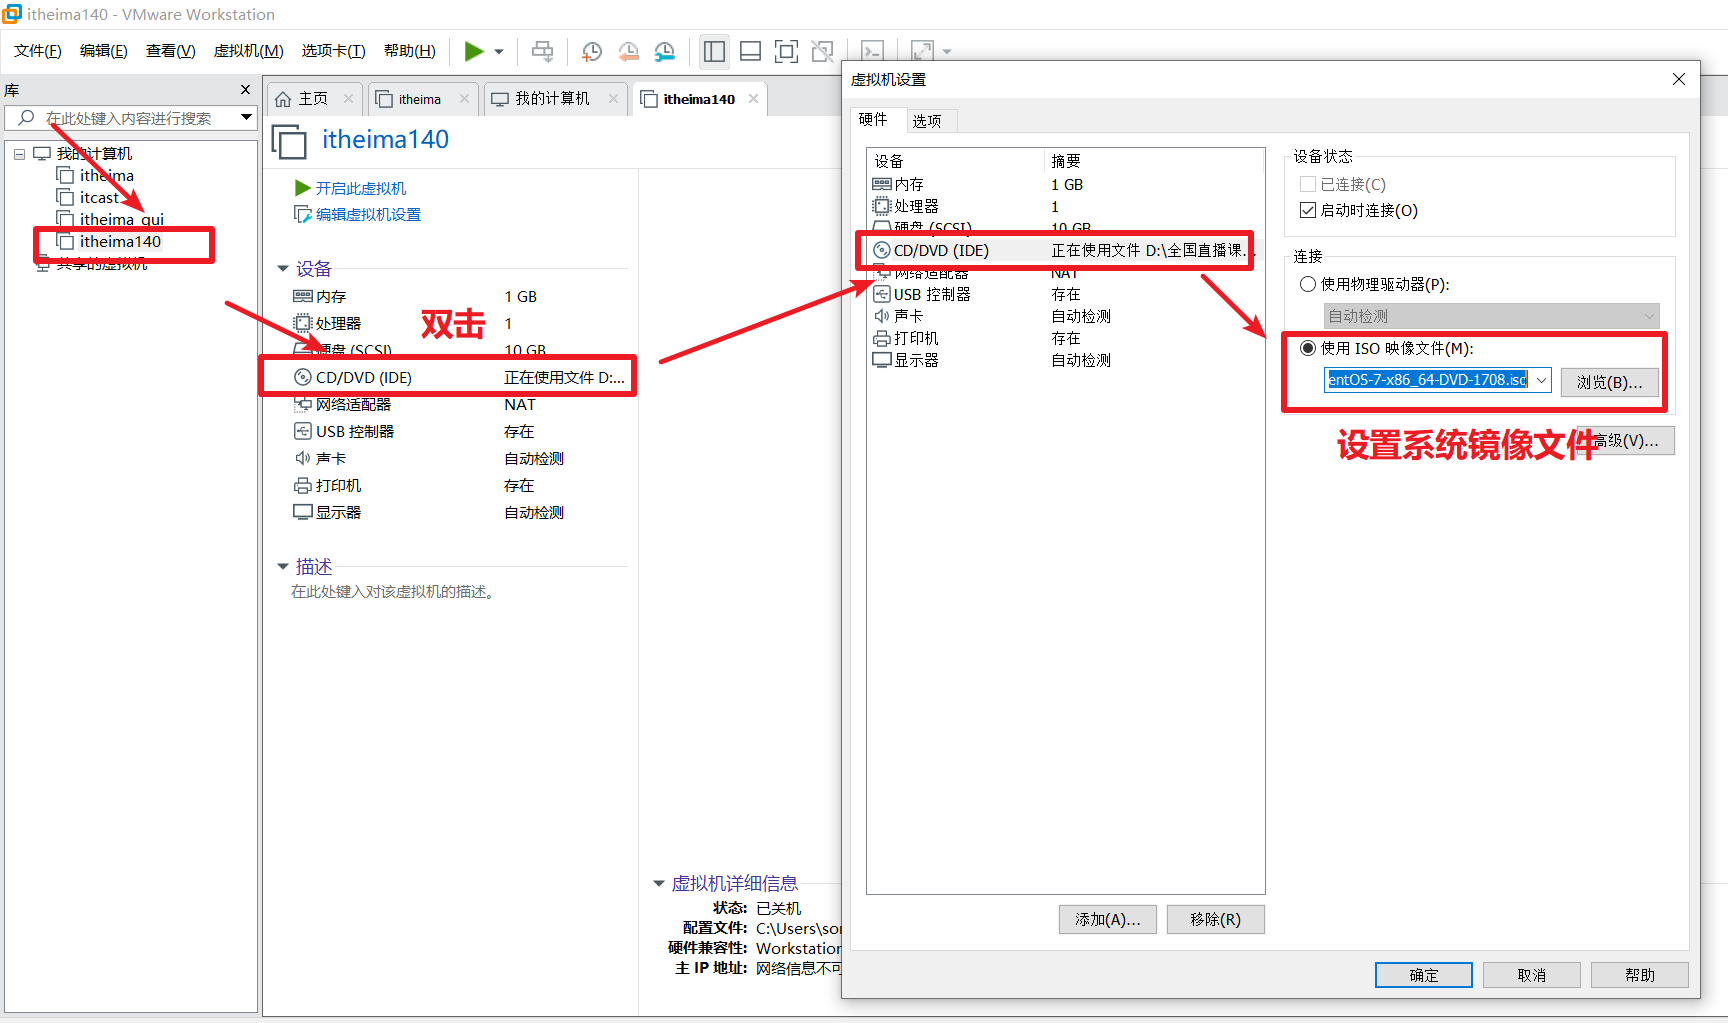 itheima140 - VMware Workstation
文件(F) 编辑(E) 查看(V) 虚拟机(M) 选项卡(T) 帮助(H)
库
在此处键入内容进行搜索
我的计算机
itheima
itcast
itheima_gui
itheima140
共享的虚拟机
主页 itheima 我的计算机 itheima140
itheima140
开启此虚拟机
编辑虚拟机设置
设备
内存 1 GB
处理器 1
硬盘 (SCSI) 10 GB
CD/DVD (IDE) 正在使用文件 D:...
网络适配器 NAT
USB 控制器 存在
声卡 自动检测
打印机 存在
显示器 自动检测
双击
描述
在此处键入对该虚拟机的描述。
虚拟机详细信息
状态: 已关机
配置文件: C:\Users\so
硬件兼容性: Workstation
主 IP 地址: 网络信息不可
虚拟机设置
硬件 选项
设备 摘要
内存 1 GB
处理器 1
硬盘 (SCSI) 10 GB
CD/DVD (IDE) 正在使用文件 D:\全国直播课...
网络适配器 NAT
USB 控制器 存在
声卡 自动检测
打印机 存在
显示器 自动检测
添加(A)... 移除(R)
设备状态
已连接(C)
启动时连接(O)
连接
使用物理驱动器(P):
自动检测
使用 ISO 映像文件(M):
entOS-7-x86_64-DVD-1708.iso 浏览(B)...
设置系统镜像文件
高级(V)...
确定 取消 帮助